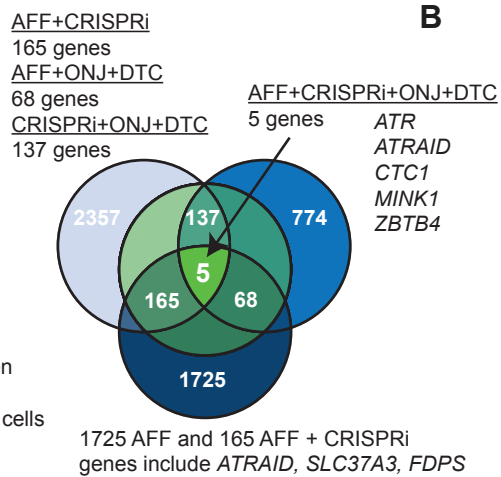 B
AFF+CRISPRi
165 genes
AFF+ONJ+DTC
68 genes
CRISPRi+ONJ+DTC
137 genes
AFF+CRISPRi+ONJ+DTC
5 genes
ATR
ATRAID
CTC1
MINK1
ZBTB4
2357
137
774
5
165
68
1725
en
cells
1725 AFF and 165 AFF + CRISPRi
genes include ATRAID, SLC37A3, FDPS